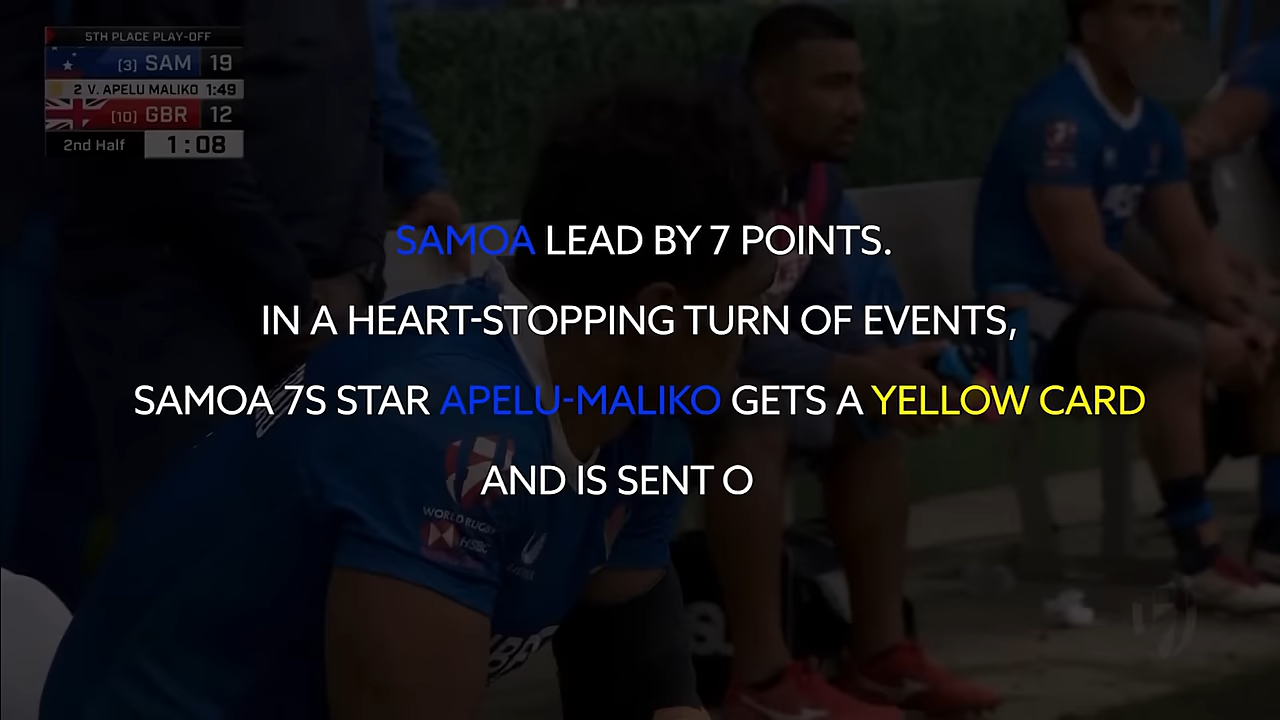 5TH PLACE PLAY-OFF
[3] SAM 19
2 V. APELU MALIKO 1:49
[10] GBR 12
2nd Half 1:08
SAMOA LEAD BY 7 POINTS.
IN A HEART-STOPPING TURN OF EVENTS,
SAMOA 7S STAR APELU-MALIKO GETS A YELLOW CARD
AND IS SENT O
WORLD RUGBY
HSBC